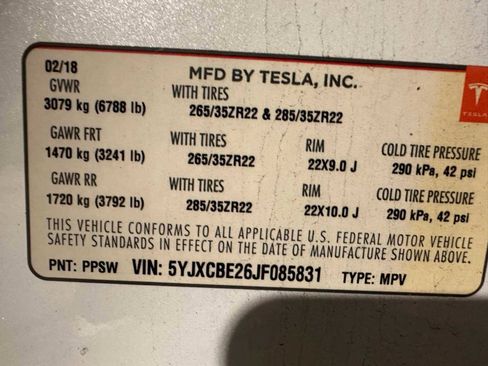 02/18 MFD BY TESLA, INC.
GVWR WITH TIRES
3079 kg (6788 lb) 265/35ZR22 & 285/35ZR22
TESLA
GAWR FRT WITH TIRES RIM COLD TIRE PRESSURE
1470 kg (3241 lb) 265/35ZR22 22X9.0 J 290 kPa, 42 psi
GAWR RR WITH TIRES RIM COLD TIRE PRESSURE
1720 kg (3792 lb) 285/35ZR22 22X10.0 J 290 kPa, 42 psi
THIS VEHICLE CONFORMS TO ALL APPLICABLE U.S. FEDERAL MOTOR VEHICLE
SAFETY STANDARDS IN EFFECT ON THE DATE OF MANUFACTURE SHOWN ABOVE.
PNT: PPSW VIN: 5YJXCBE26JF085831 TYPE: MPV